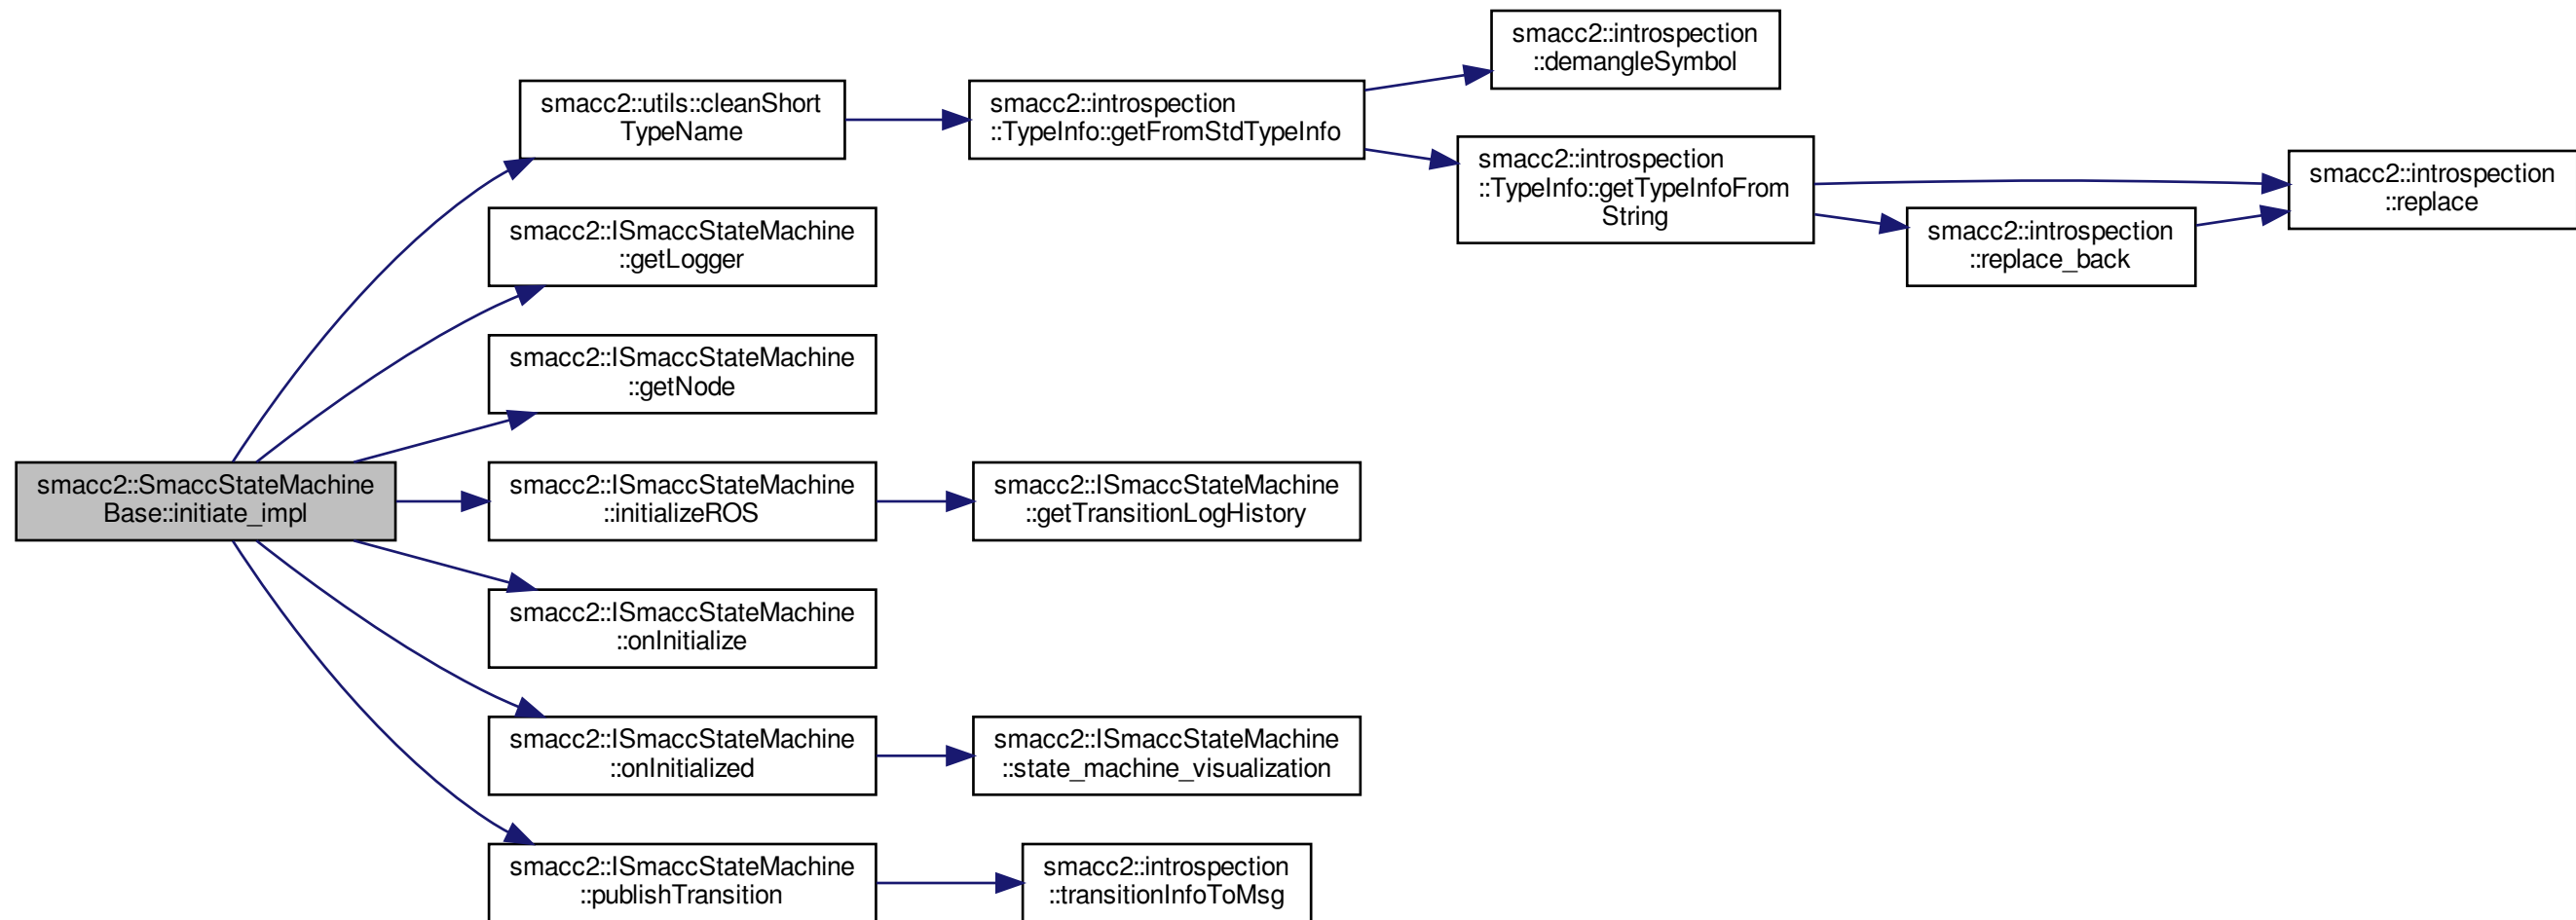 smacc2::introspection
::demangleSymbol
smacc2::utils::cleanShort
TypeName
smacc2::introspection
::TypeInfo::getFromStdTypeInfo
smacc2::introspection
::TypeInfo::getTypeInfoFrom
String
smacc2::introspection
::replace
smacc2::ISmaccStateMachine
::getLogger
smacc2::introspection
::replace_back
smacc2::ISmaccStateMachine
::getNode
smacc2::SmaccStateMachine
Base::initiate_impl
smacc2::ISmaccStateMachine
::initializeROS
smacc2::ISmaccStateMachine
::getTransitionLogHistory
smacc2::ISmaccStateMachine
::onInitialize
smacc2::ISmaccStateMachine
::onInitialized
smacc2::ISmaccStateMachine
::state_machine_visualization
smacc2::ISmaccStateMachine
::publishTransition
smacc2::introspection
::transitionInfoToMsg